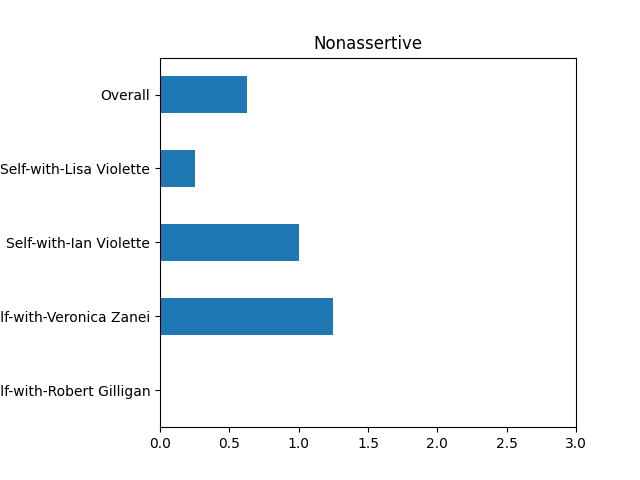 Nonassertive
Overall
Self-with-Lisa Violette
Self-with-Ian Violette
lf-with-Veronica Zanei
lf-with-Robert Gilligan
0.0 0.5 1.0 1.5 2.0 2.5 3.0